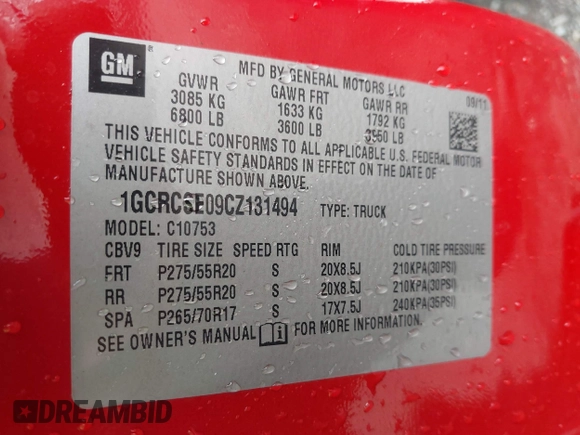 GM
MFD BY GENERAL MOTORS LLC
GVWR GAWR FRT GAWR RR 09/11
3085 KG 1633 KG 1792 KG
6800 LB 3600 LB 3950 LB
THIS VEHICLE CONFORMS TO ALL APPLICABLE U.S. FEDERAL MOTOR
VEHICLE SAFETY STANDARDS IN EFFECT ON THE DATE OF
MANUFACTURE SHOWN ABOVE.
1GCRCSE09CZ131494 TYPE: TRUCK
MODEL: C10753
CBV9 TIRE SIZE SPEED RTG RIM COLD TIRE PRESSURE
FRT P275/55R20 S 20X8.5J 210KPA(30PSI)
RR P275/55R20 S 20X8.5J 210KPA(30PSI)
SPA P265/70R17 S 17X7.5J 240KPA(35PSI)
SEE OWNER'S MANUAL FOR MORE INFORMATION.
DREAMBID